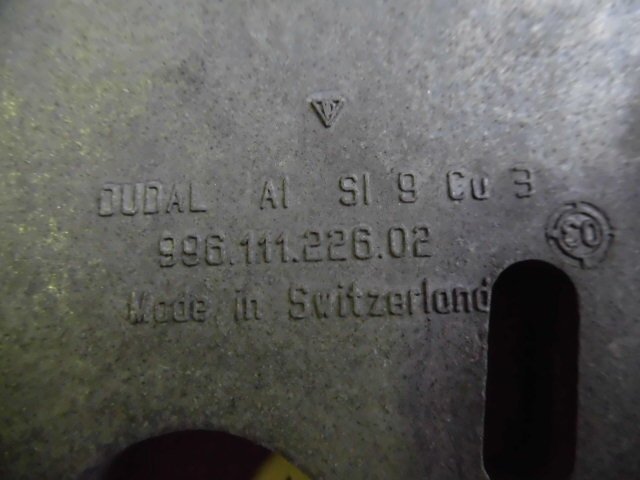 DUDAL Al SI 9 Cu 3
996.111.226.02
Made in Switzerland